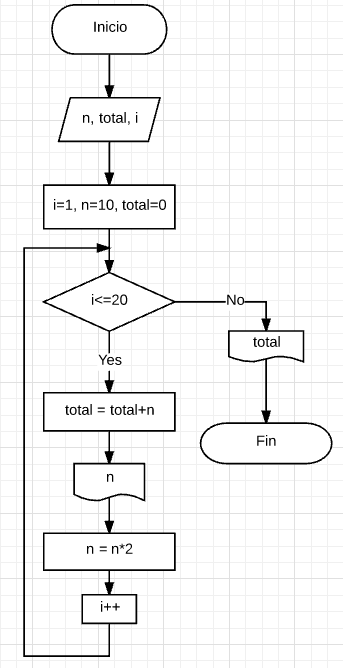 Inicio
n, total, i
i=1, n=10, total=0
i<=20
No
total
Fin
Yes
total = total+n
n
n = n*2
i++